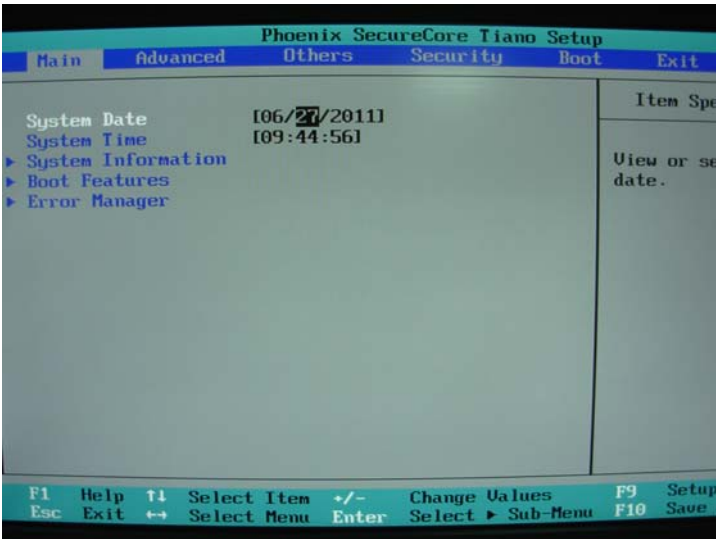 Phoenix SecureCore Tiano Setup
Main Advanced Others Security Boot Exit
System Date [06/27/2011]
System Time [09:44:56]
▶ System Information
▶ Boot Features
▶ Error Manager
Item Spe
View or se
date.
F1 Help ↑↓ Select Item +/- Change Values F9 Setup
Esc Exit ↔ Select Menu Enter Select ▶ Sub-Menu F10 Save